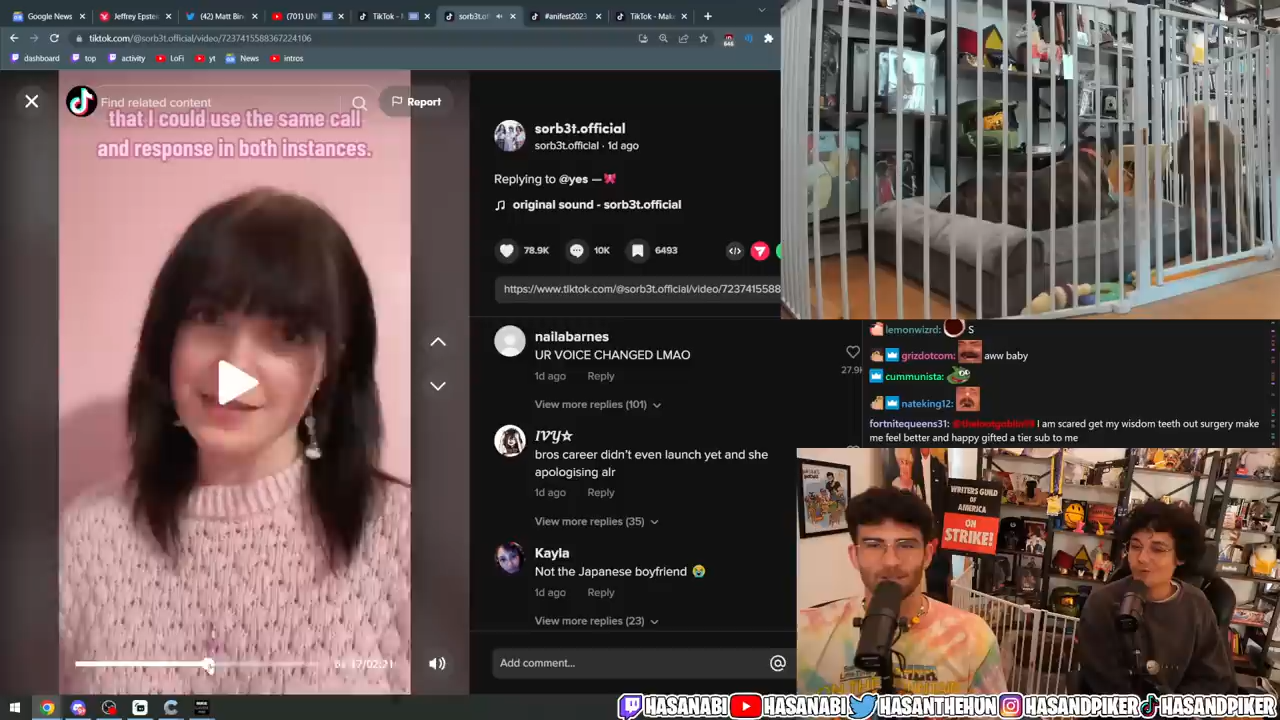 Google News
Jeffrey Epste
(42) Matt Bin
(701) UN
TikTok -
sorb3t.of
#anifest2023
TikTok - Mak
tiktok.com/@sorb3t.official/video/7237415588367224106
dashboard
top
activity
LoFi
yt
News
intros
Find related content
Report
that I could use the same call
and response in both instances.
sorb3t.official
sorb3t.official · 1d ago
Replying to @yes —🎀
original sound - sorb3t.official
78.9K
10K
6493
https://www.tiktok.com/@sorb3t.official/video/72374155883
nailabarnes
UR VOICE CHANGED LMAO
1d ago Reply
27.9K
View more replies (101)
IVY☆
bros career didn't even launch yet and she
apologising alr
1d ago Reply
View more replies (35)
Kayla
Not the Japanese boyfriend 😭
1d ago Reply
View more replies (23)
Add comment...
lemonwizrd: S
grizdotcom: aww baby
cummunista:
nateking12:
fortnitequeens31: I am scared get my wisdom teeth out surgery make
me feel better and happy gifted a tier sub to me
WRITERS GUILD
OF
AMERICA
ON
STRIKE!
HASANABI HASANABI HASANTHEHUN HASANDPIKER HASANDPIKER